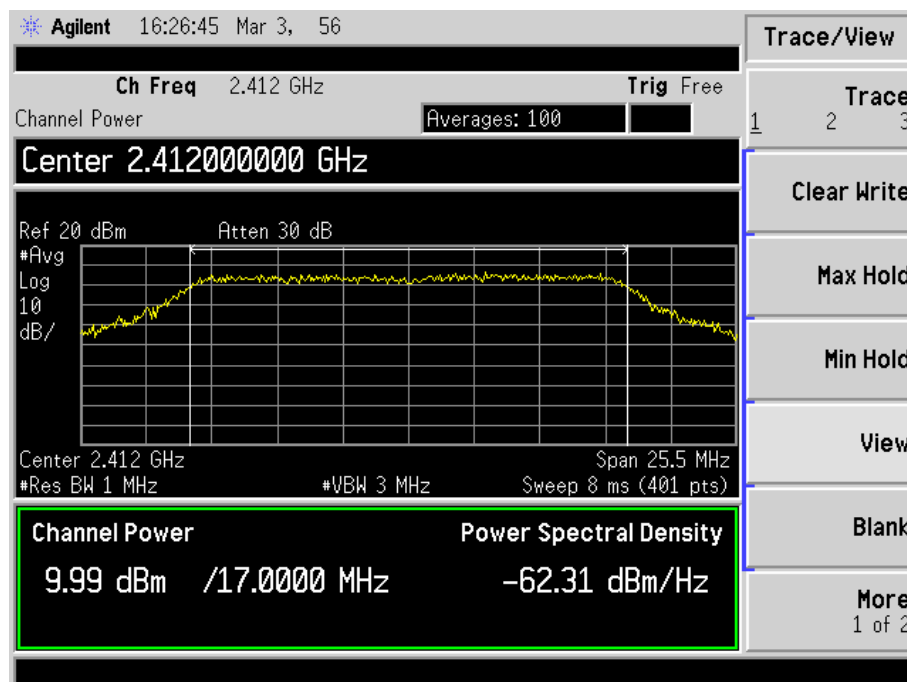 Agilent 16:26:45 Mar 3, 56
Trace/View
Ch Freq 2.412 GHz Trig Free
Channel Power Averages: 100
Trace
1 2 3
Center 2.412000000 GHz
Clear Write
Ref 20 dBm Atten 30 dB
#Avg
Log
10
dB/
Max Hold
Min Hold
Center 2.412 GHz Span 25.5 MHz
#Res BW 1 MHz #VBW 3 MHz Sweep 8 ms (401 pts)
View
Channel Power Power Spectral Density
9.99 dBm /17.0000 MHz -62.31 dBm/Hz
Blank
More
1 of 2